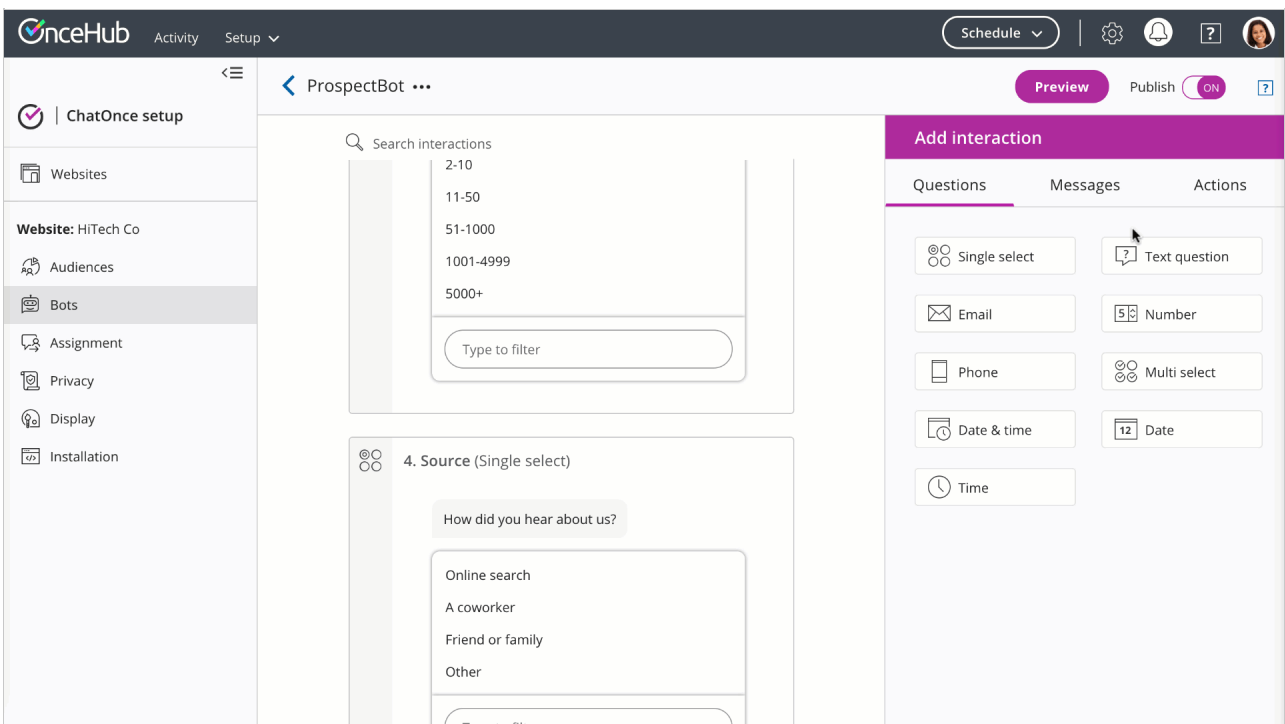 OnceHub Activity Setup Schedule ?
ProspectBot ••• Preview Publish ON ?
ChatOnce setup
Websites
Website: HiTech Co
Audiences
Bots
Assignment
Privacy
Display
Installation
Search interactions
2-10
11-50
51-1000
1001-4999
5000+
Type to filter
4. Source (Single select)
How did you hear about us?
Online search
A coworker
Friend or family
Other
Add interaction
Questions Messages Actions
Single select ? Text question
Email 5 Number
Phone Multi select
Date & time 12 Date
Time